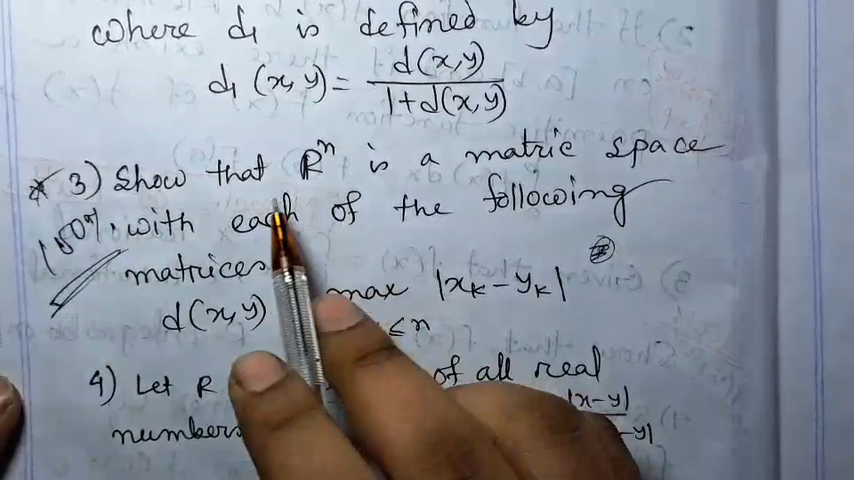 where d₁ is defined by
d₁ (x, y) = d(x,y) / 1+d(x,y)
* 3) Show that Rⁿ is a matric space
150%. with each of the following
matrices
d(x,y) max |xₖ - yₖ|
≤ n
4) Let R of all real
numbers |x-y|
-y|